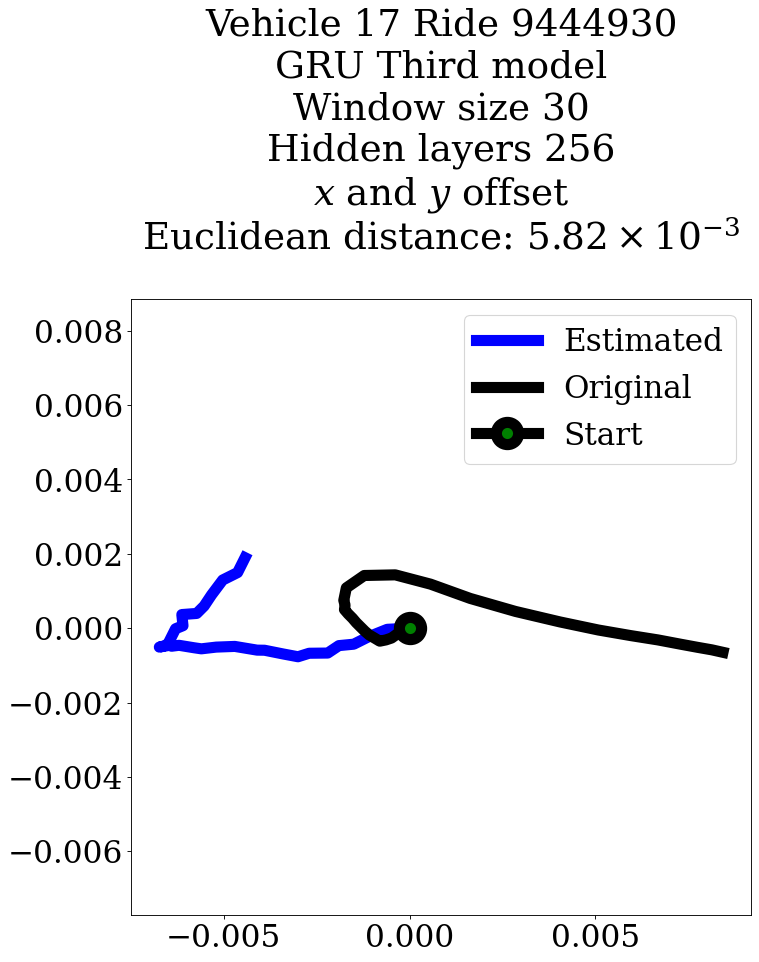 Vehicle 17 Ride 9444930
GRU Third model
Window size 30
Hidden layers 256
x and y offset
Euclidean distance: 5.82 × 10⁻³
Estimated
Original
Start
0.008
0.006
0.004
0.002
0.000
−0.002
−0.004
−0.006
−0.005
0.000
0.005